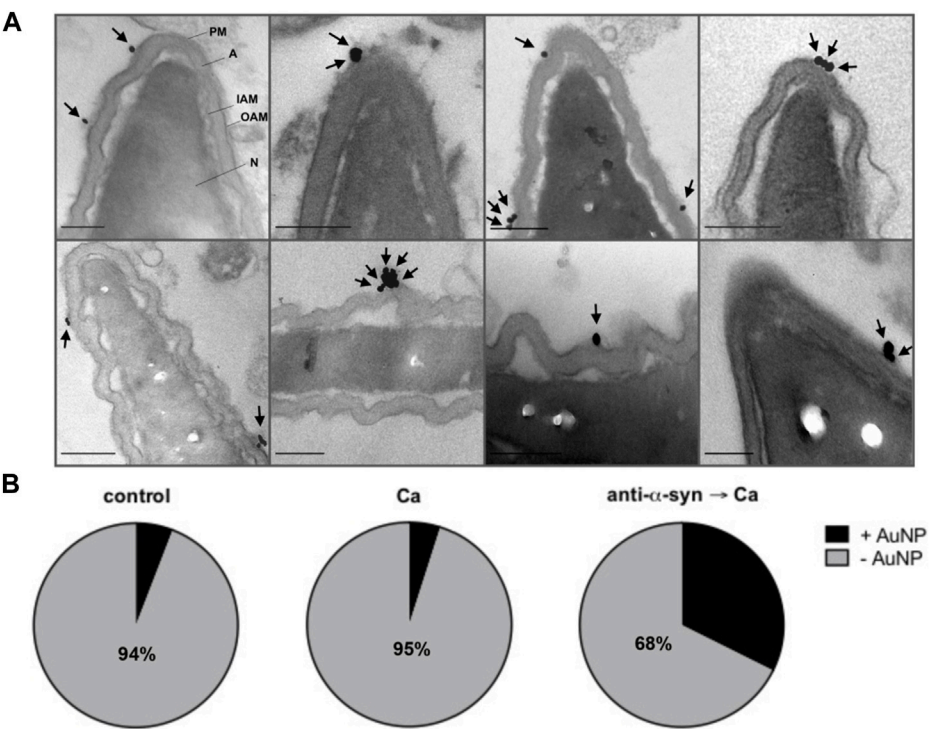 A
PM
A
IAM
OAM
N
B
control
Ca
anti-α-syn → Ca
+ AuNP
- AuNP
94%
95%
68%